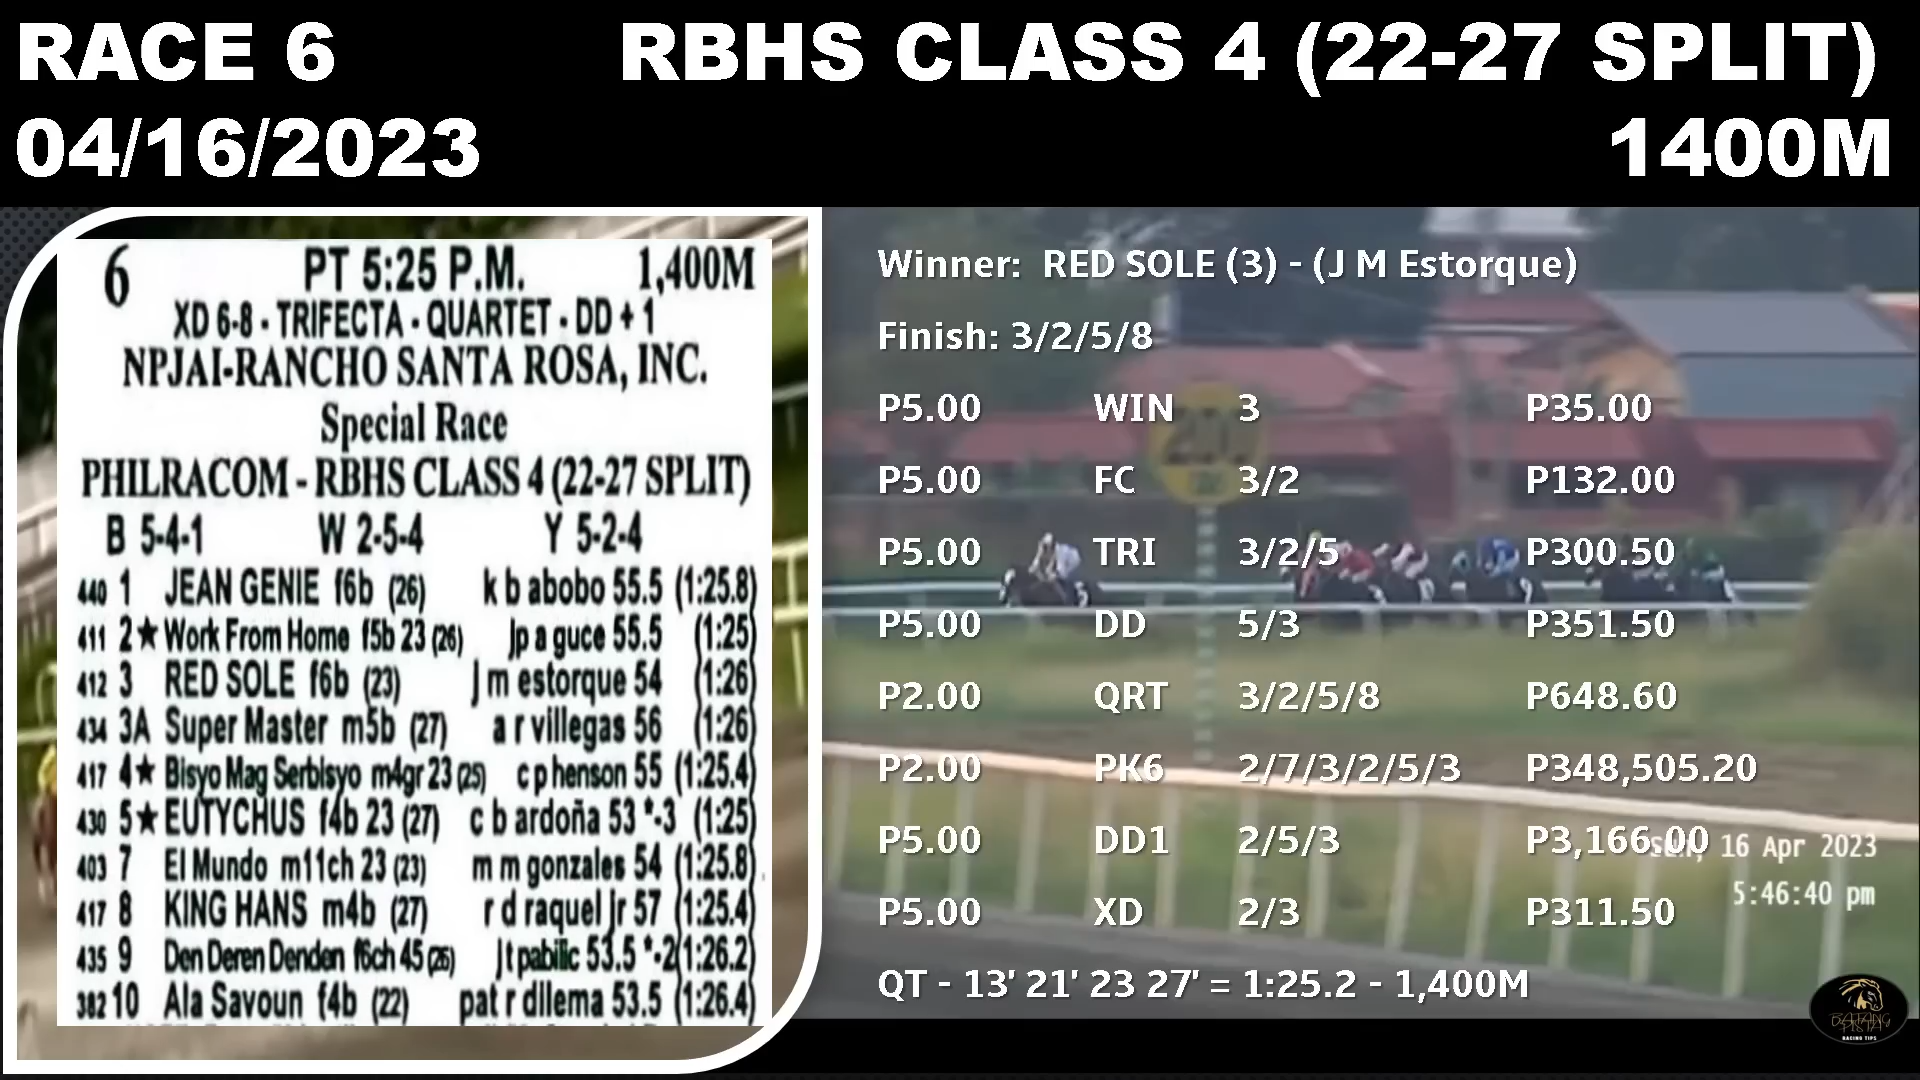 RACE 6
RBHS CLASS 4 (22-27 SPLIT)
04/16/2023
1400M
6 PT 5:25 P.M. 1,400M
XD 6-8 - TRIFECTA - QUARTET - DD + 1
NPJAI-RANCHO SANTA ROSA, INC.
Special Race
PHILRACOM - RBHS CLASS 4 (22-27 SPLIT)
B 5-4-1 W 2-5-4 Y 5-2-4
440 1 JEAN GENIE f6b (26) k b abobo 55.5 (1:25.8)
411 2★ Work From Home f5b 23 (26) jp a guce 55.5 (1:25)
412 3 RED SOLE f6b (23) j m estorque 54 (1:26)
434 3A Super Master m5b (27) a r villegas 56 (1:26)
417 4★ Bisyo Mag Serbisyo m4gr 23 (25) c p henson 55 (1:25.4)
430 5★ EUTYCHUS f4b 23 (27) c b ardoña 53 *-3 (1:25)
403 7 El Mundo m11ch 23 (23) m m gonzales 54 (1:25.8)
417 8 KING HANS m4b (27) r d raquel jr 57 (1:25.4)
435 9 Den Deren Denden f6ch 45 (26) j t pabilic 53.5 *-2 (1:26.2)
382 10 Ala Savoun f4b (22) pat r dilema 53.5 (1:26.4)
Winner: RED SOLE (3) - (J M Estorque)
Finish: 3/2/5/8
P5.00 WIN 3 P35.00
P5.00 FC 3/2 P132.00
P5.00 TRI 3/2/5 P300.50
P5.00 DD 5/3 P351.50
P2.00 QRT 3/2/5/8 P648.60
P2.00 PK6 2/7/3/2/5/3 P348,505.20
P5.00 DD1 2/5/3 P3,166.00
P5.00 XD 2/3 P311.50
QT - 13' 21' 23 27' = 1:25.2 - 1,400M
200
Sun, 16 Apr 2023
5:46:40 pm
BATANG
PISTA
RACING TIPS